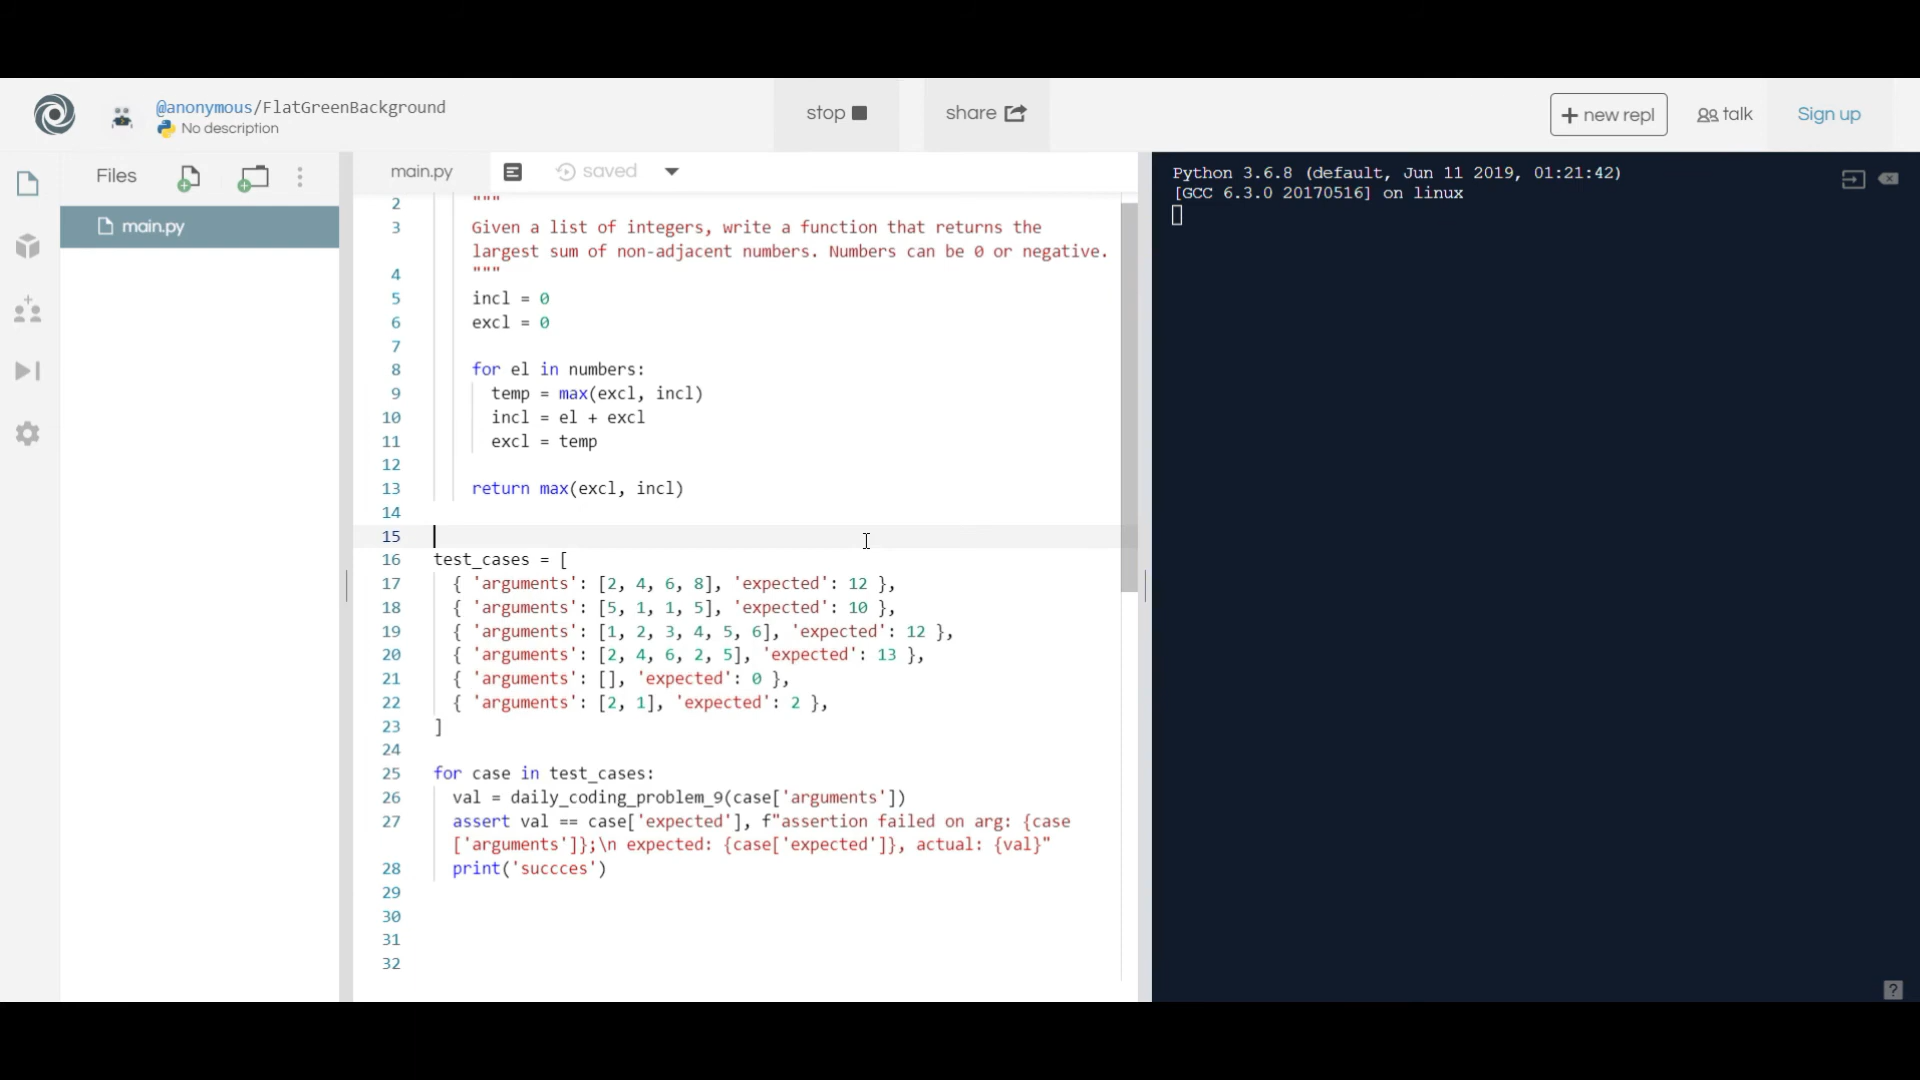 @anonymous/FlatGreenBackground
No description
stop
share
+ new repl
talk
Sign up
Files
main.py
main.py
saved
2 """
3 Given a list of integers, write a function that returns the
largest sum of non-adjacent numbers. Numbers can be 0 or negative.
4 """
5 incl = 0
6 excl = 0
7
8 for el in numbers:
9 temp = max(excl, incl)
10 incl = el + excl
11 excl = temp
12
13 return max(excl, incl)
14
15
16 test_cases = [
17 { 'arguments': [2, 4, 6, 8], 'expected': 12 },
18 { 'arguments': [5, 1, 1, 5], 'expected': 10 },
19 { 'arguments': [1, 2, 3, 4, 5, 6], 'expected': 12 },
20 { 'arguments': [2, 4, 6, 2, 5], 'expected': 13 },
21 { 'arguments': [], 'expected': 0 },
22 { 'arguments': [2, 1], 'expected': 2 },
23 ]
24
25 for case in test_cases:
26 val = daily_coding_problem_9(case['arguments'])
27 assert val == case['expected'], f"assertion failed on arg: {case
['arguments']};\n expected: {case['expected']}, actual: {val}"
28 print('succces')
29
30
31
32
Python 3.6.8 (default, Jun 11 2019, 01:21:42)
[GCC 6.3.0 20170516] on linux
?